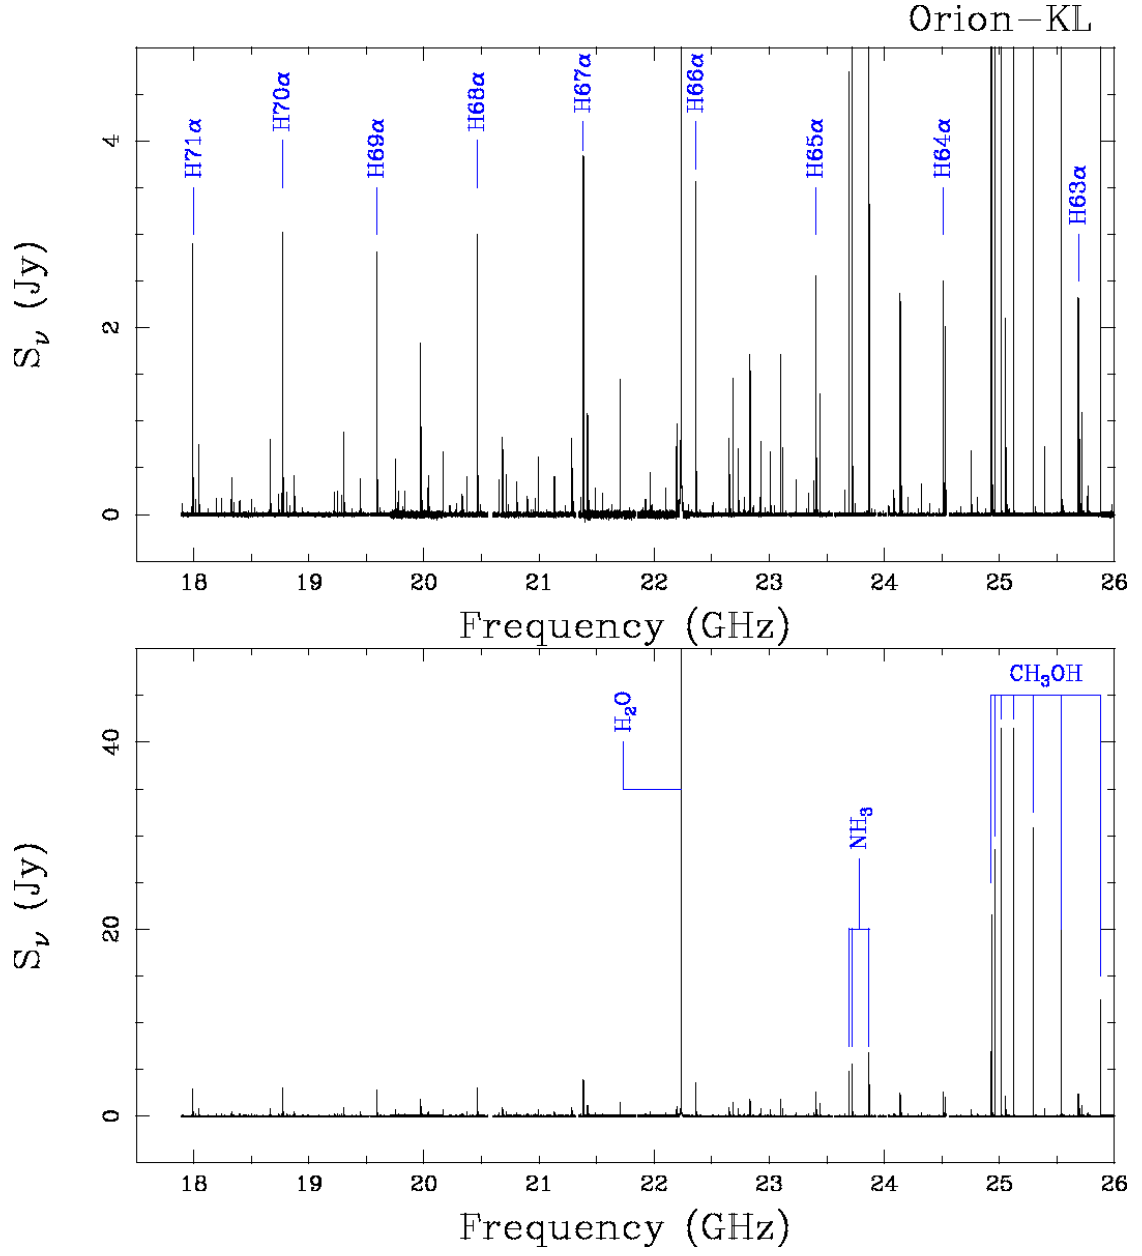 Orion−KL
H71α
H70α
H69α
H68α
H67α
H66α
H65α
H64α
H63α
4
2
0
S_ν (Jy)
18 19 20 21 22 23 24 25 26
Frequency (GHz)
CH₃OH
H₂O
NH₃
40
20
0
S_ν (Jy)
18 19 20 21 22 23 24 25 26
Frequency (GHz)